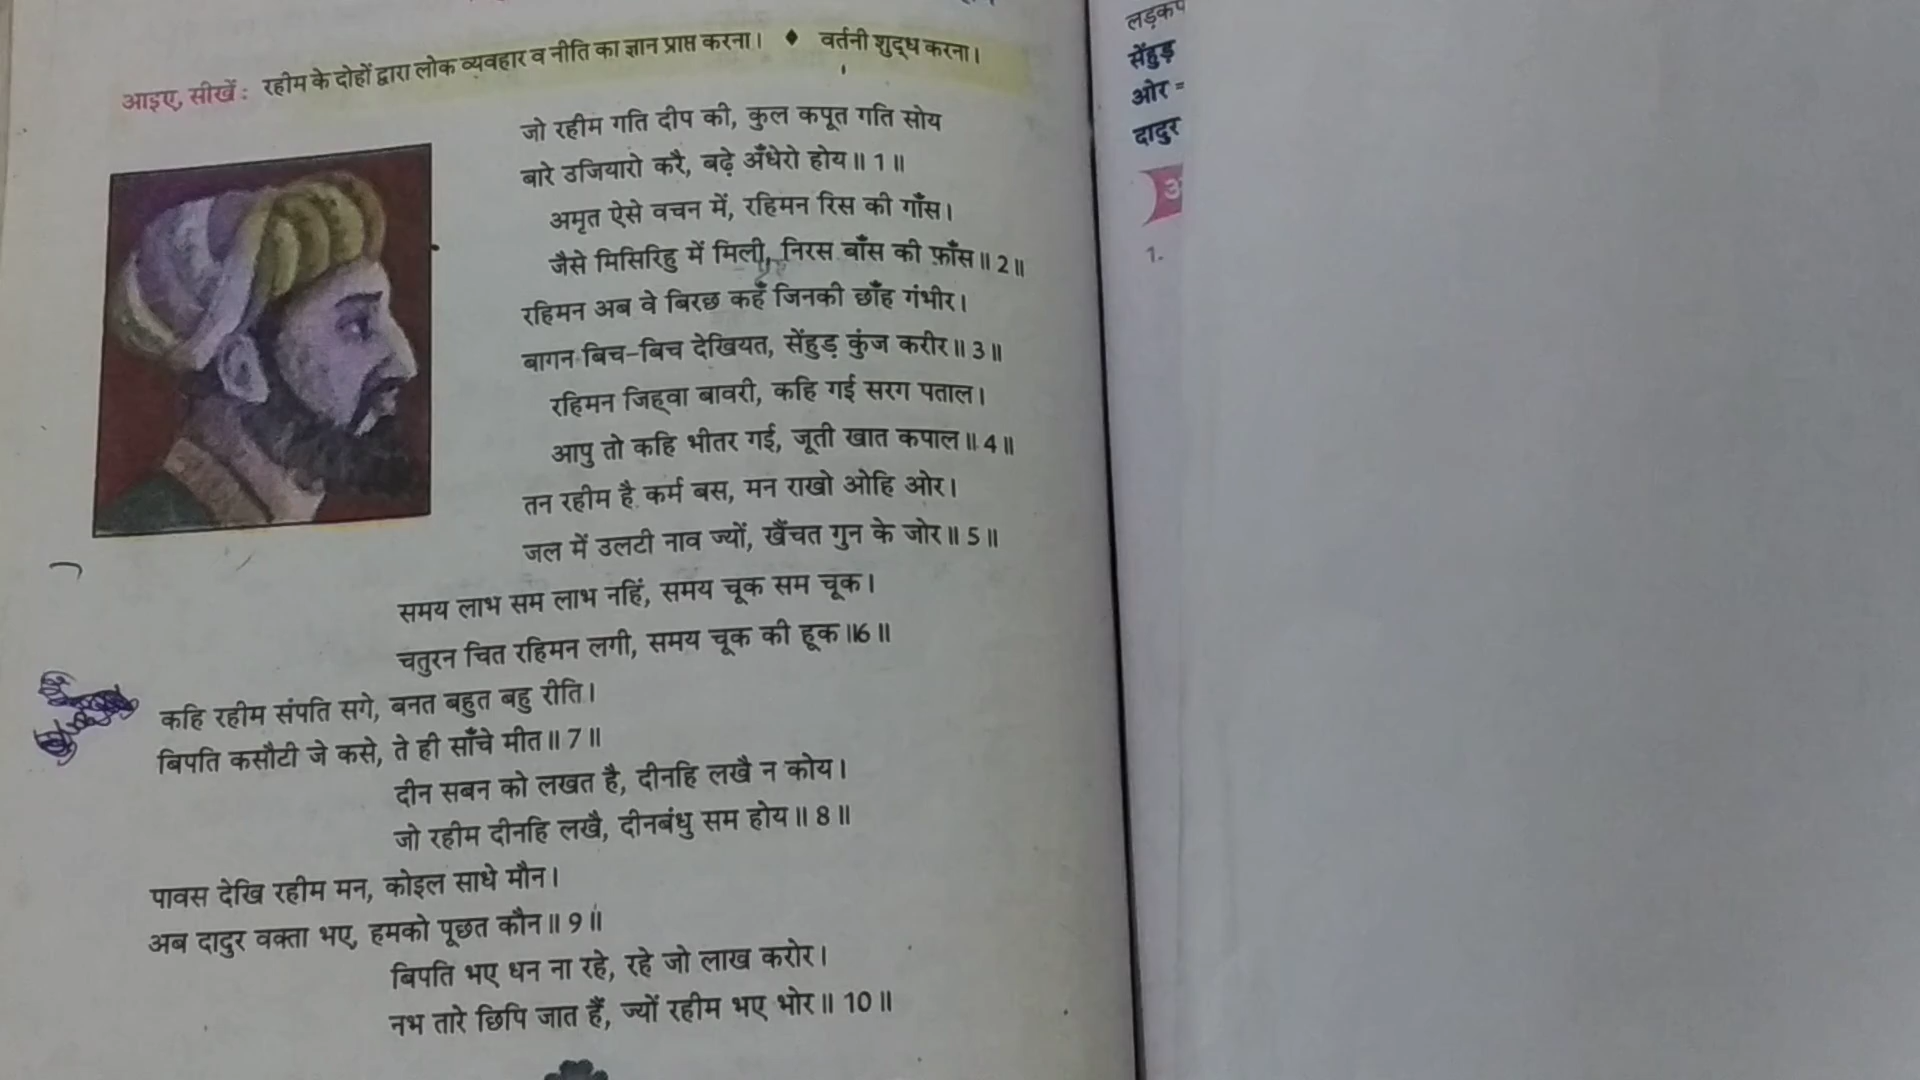 आइए, सीखें : रहीम के दोहों द्वारा लोक व्यवहार व नीति का ज्ञान प्राप्त करना। ♦ वर्तनी शुद्ध करना।
जो रहीम गति दीप की, कुल कपूत गति सोय
बारे उजियारो करै, बढ़े अँधेरो होय॥ 1॥
अमृत ऐसे वचन में, रहिमन रिस की गाँस।
जैसे मिसिरिहु में मिली, निरस बाँस की फ़ाँस॥ 2॥
रहिमन अब वे बिरछ कहँ जिनकी छाँह गंभीर।
बागन बिच-बिच देखियत, सेंहुड़ कुंज करीर॥ 3॥
रहिमन जिह्वा बावरी, कहि गई सरग पताल।
आपु तो कहि भीतर गई, जूती खात कपाल॥ 4॥
तन रहीम है कर्म बस, मन राखो ओहि ओर।
जल में उलटी नाव ज्यों, खैंचत गुन के जोर॥ 5॥
समय लाभ सम लाभ नहिं, समय चूक सम चूक।
चतुरन चित रहिमन लगी, समय चूक की हूक॥6॥
कहि रहीम संपति सगे, बनत बहुत बहु रीति।
बिपति कसौटी जे कसे, ते ही साँचे मीत॥ 7॥
दीन सबन को लखत है, दीनहि लखै न कोय।
जो रहीम दीनहि लखै, दीनबंधु सम होय॥ 8॥
पावस देखि रहीम मन, कोइल साधे मौन।
अब दादुर वक्ता भए, हमको पूछत कौन॥ 9॥
बिपति भए धन ना रहे, रहे जो लाख करोर।
नभ तारे छिपि जात हैं, ज्यों रहीम भए भोर॥ 10॥
सेंहुड़
ओर =
दादुर
1.